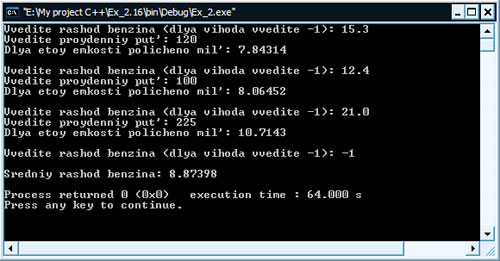 "E:\My project C++\Ex_2.16\bin\Debug\Ex_2.exe"
Vvedite rashod benzina (dlya vihoda vvedite -1): 15.3
Vvedite proydenniy put': 120
Dlya etoy emkosti policheno mil': 7.84314
Vvedite rashod benzina (dlya vihoda vvedite -1): 12.4
Vvedite proydenniy put': 100
Dlya etoy emkosti policheno mil': 8.06452
Vvedite rashod benzina (dlya vihoda vvedite -1): 21.0
Vvedite proydenniy put': 225
Dlya etoy emkosti policheno mil': 10.7143
Vvedite rashod benzina (dlya vihoda vvedite -1): -1
Sredniy rashod benzina: 8.87398
Process returned 0 (0x0)   execution time : 64.000 s
Press any key to continue.